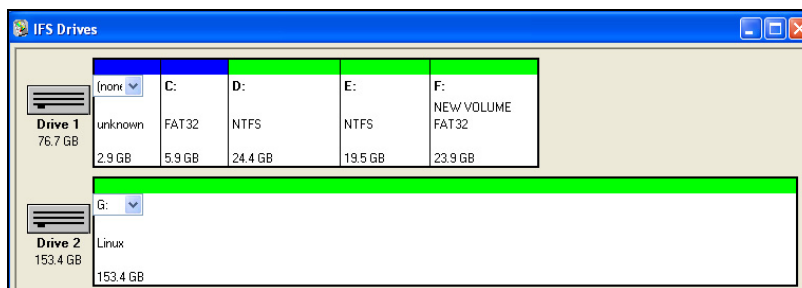 IFS Drives
Drive 1
76.7 GB
(none
unknown
2.9 GB
C:
FAT32
5.9 GB
D:
NTFS
24.4 GB
E:
NTFS
19.5 GB
F:
NEW VOLUME
FAT32
23.9 GB
Drive 2
153.4 GB
G:
Linux
153.4 GB